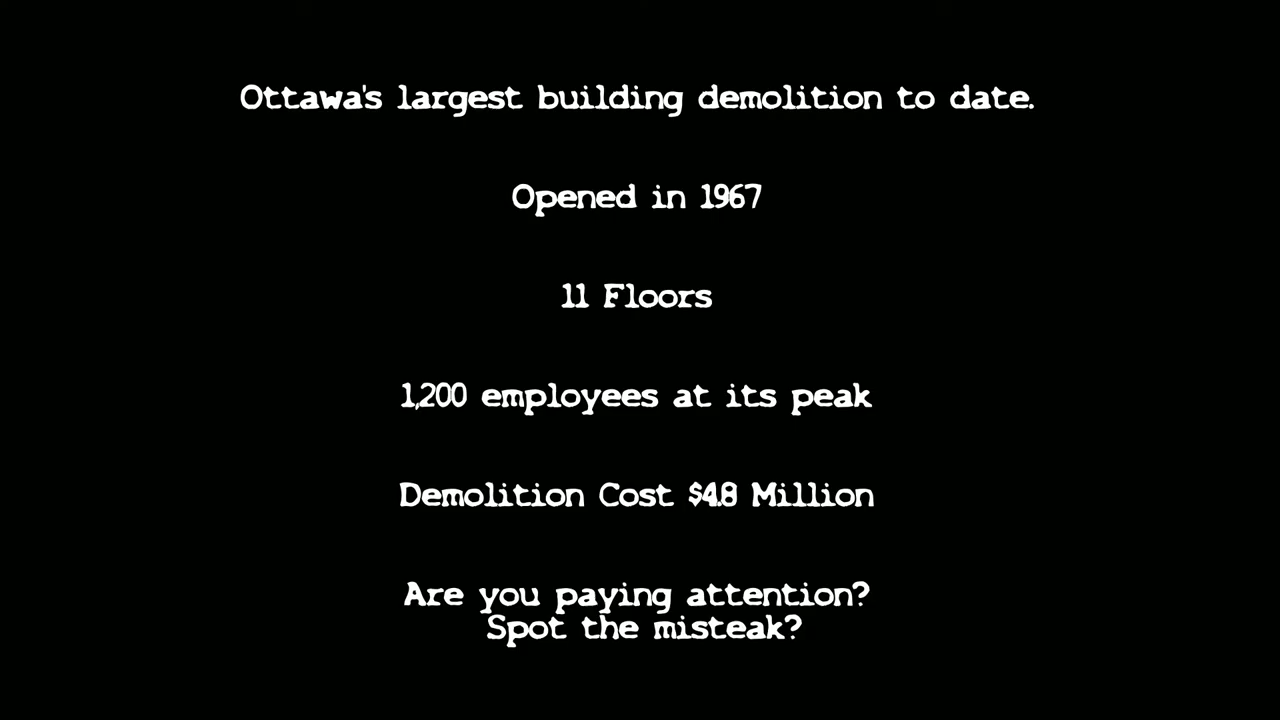 Ottawa's largest building demolition to date.
Opened in 1967
11 Floors
1,200 employees at its peak
Demolition Cost $4.8 Million
Are you paying attention?
Spot the misteak?